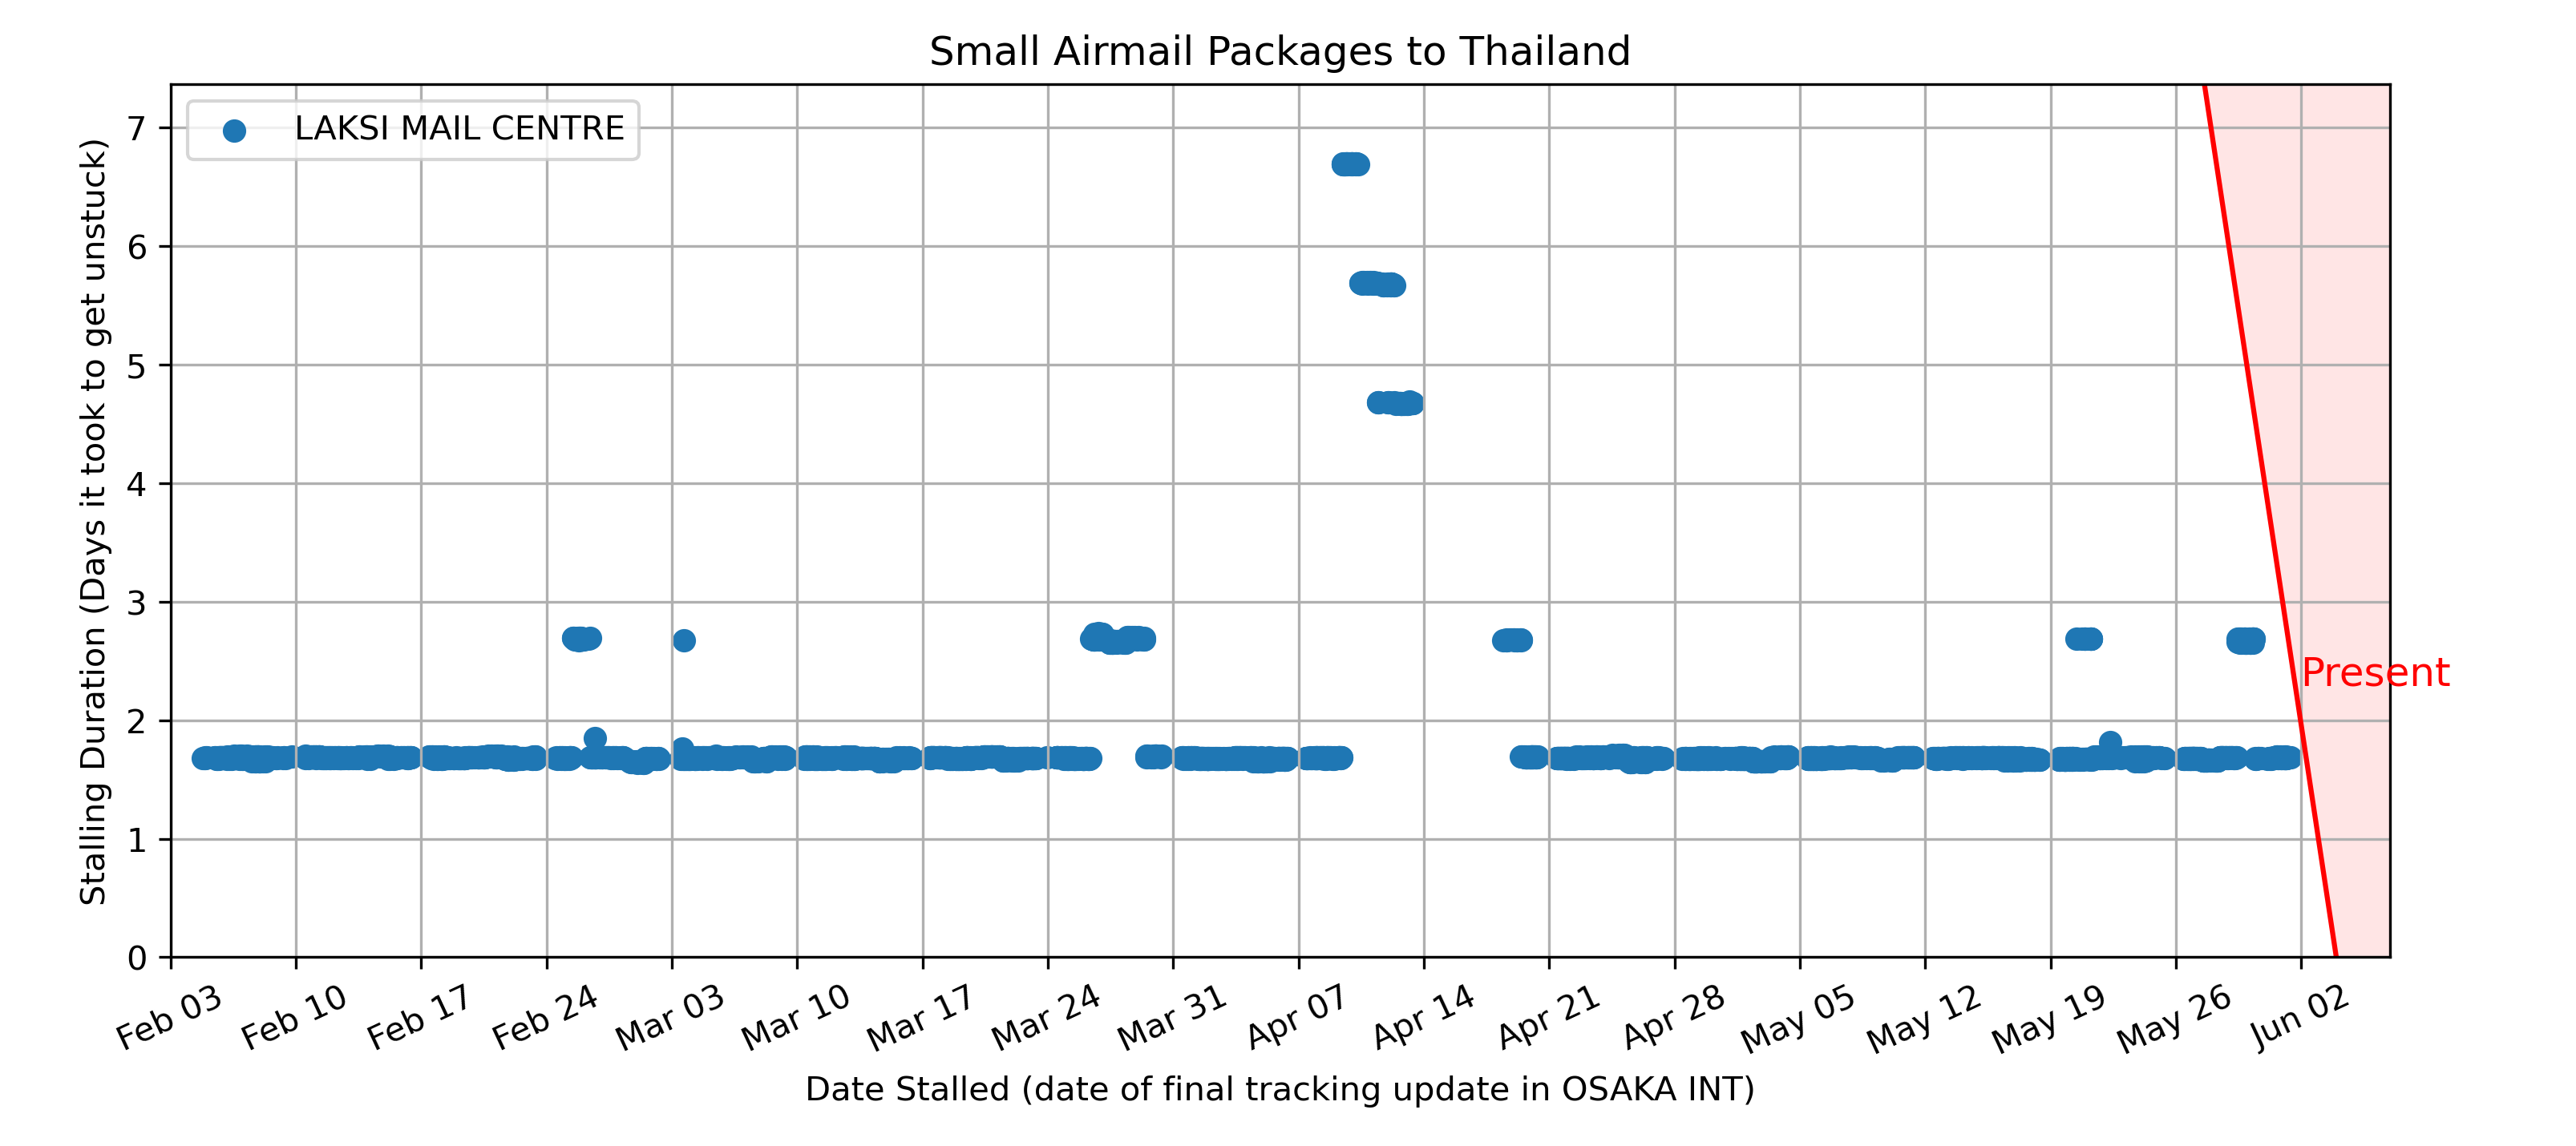 Small Airmail Packages to Thailand
LAKSI MAIL CENTRE
Stalling Duration (Days it took to get unstuck)
7
6
5
4
3
2
1
0
Present
Feb 03
Feb 10
Feb 17
Feb 24
Mar 03
Mar 10
Mar 17
Mar 24
Mar 31
Apr 07
Apr 14
Apr 21
Apr 28
May 05
May 12
May 19
May 26
Jun 02
Date Stalled (date of final tracking update in OSAKA INT)